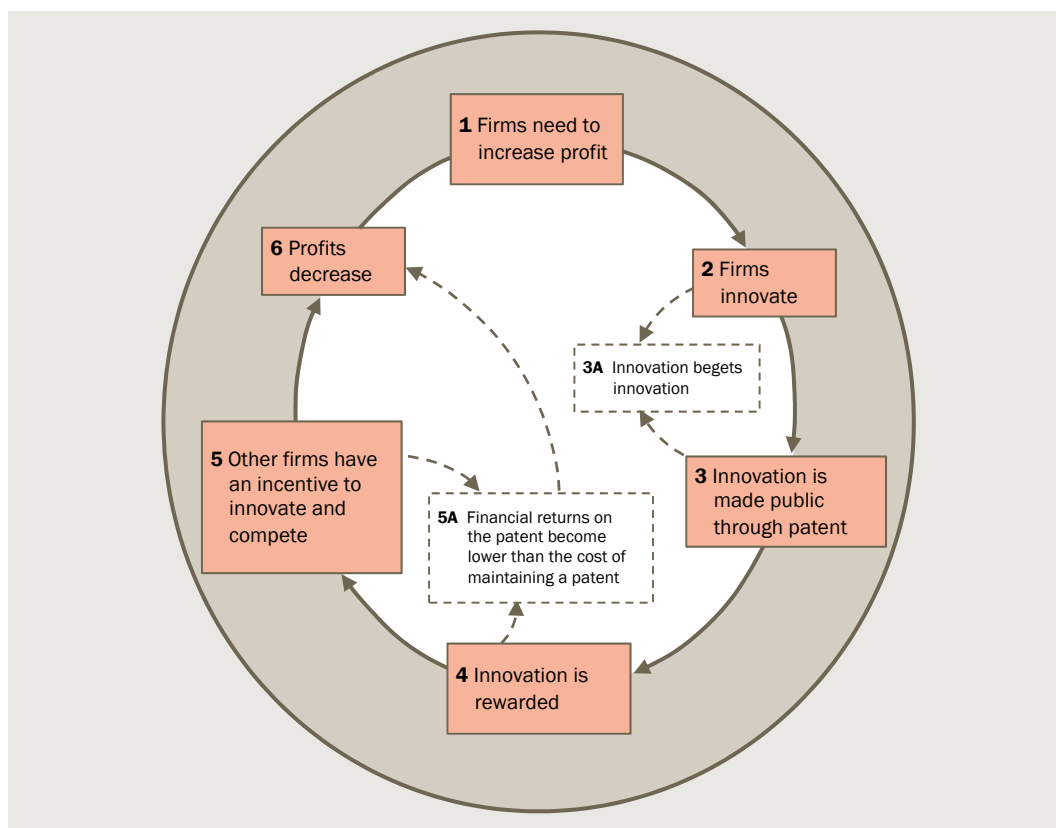 1 Firms need to
increase profit
2 Firms
innovate
3A Innovation begets
innovation
3 Innovation is
made public
through patent
4 Innovation is
rewarded
5 Other firms have
an incentive to
innovate and
compete
5A Financial returns on
the patent become
lower than the cost of
maintaining a patent
6 Profits
decrease